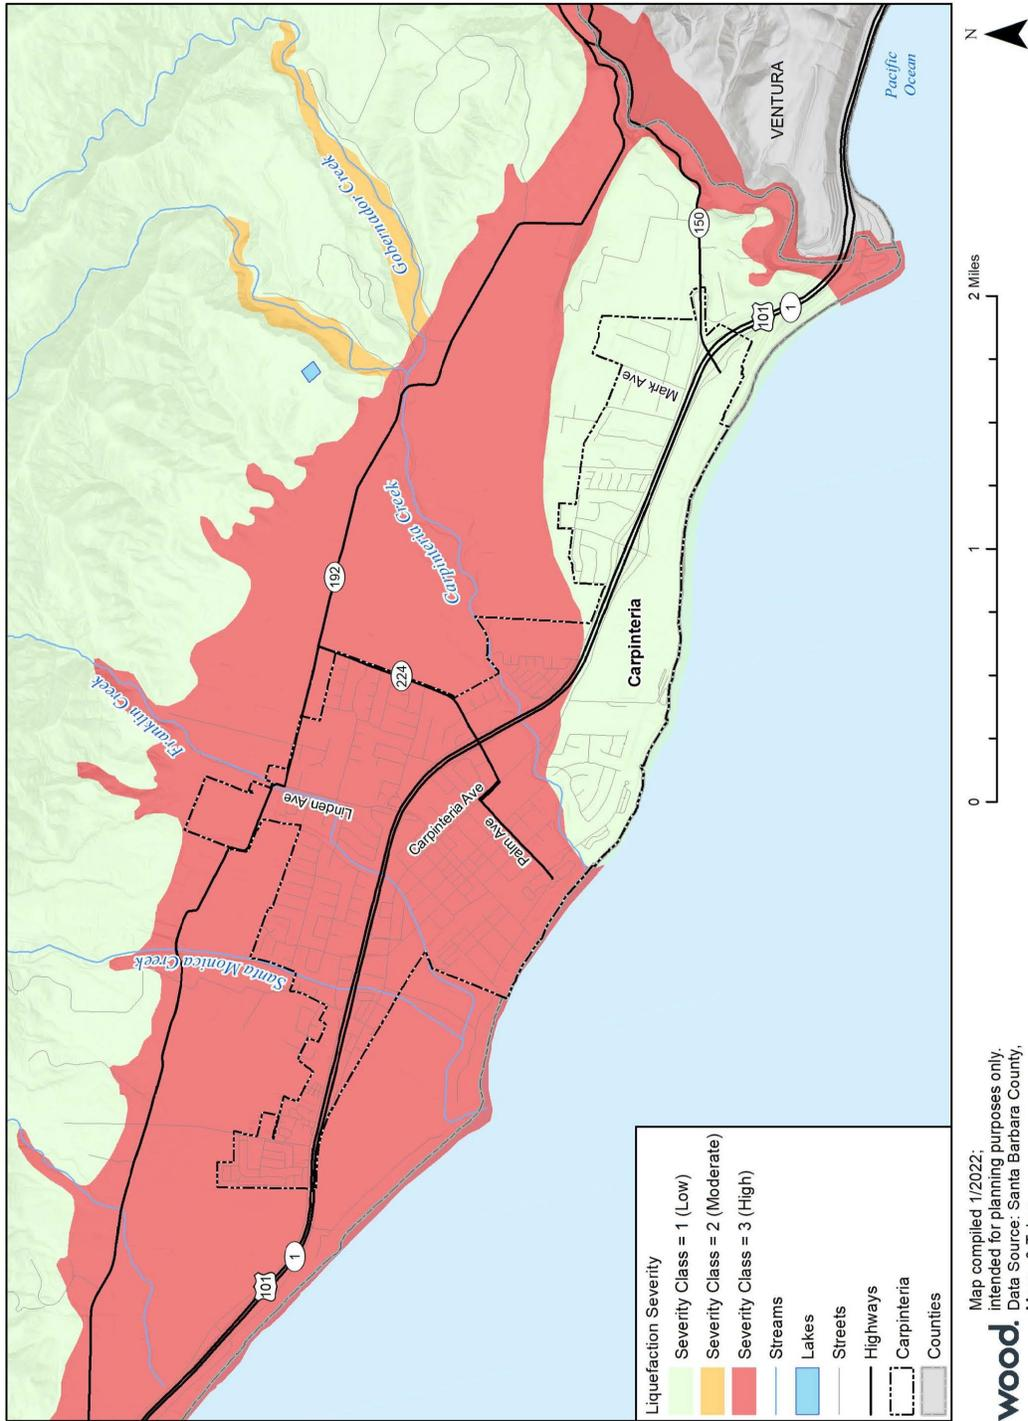 Franklin Creek
Gobernador Creek
Santa Monica Creek
Carpinteria Creek
192
224
Linden Ave
Carpinteria Ave
Palm Ave
Mark Ave
150
VENTURA
Carpinteria
101
1
101
1
Pacific
Ocean
Liquefaction Severity
Severity Class = 1 (Low)
Severity Class = 2 (Moderate)
Severity Class = 3 (High)
Streams
Lakes
Streets
Highways
Carpinteria
Counties
wood.
Map compiled 1/2022;
intended for planning purposes only.
Data Source: Santa Barbara County,
0
1
2 Miles
N